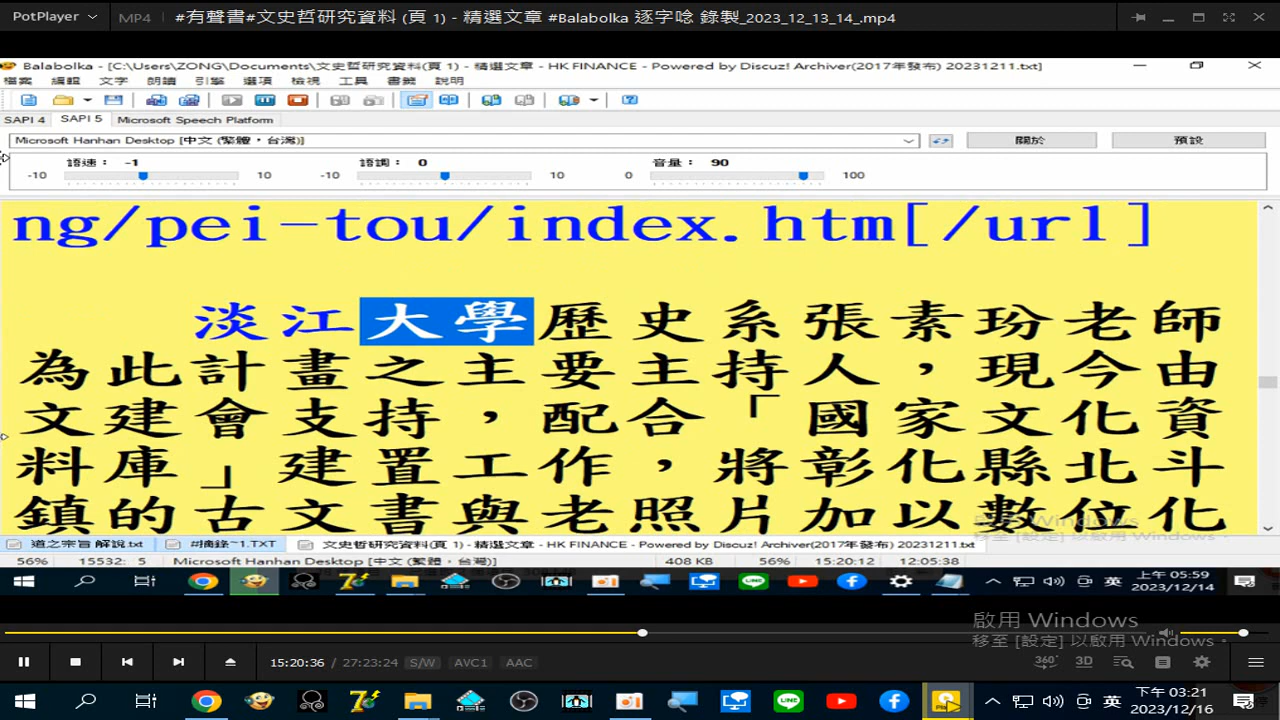 PotPlayer MP4 #有聲書#文史哲研究資料 (頁 1) - 精選文章 #Balabolka 逐字唸 錄製_2023_12_13_14_.mp4
Balabolka - [C:\Users\ZONG\Documents\文史哲研究資料(頁 1) - 精選文章 - HK FINANCE - Powered by Discuz! Archiver(2017年發布) 20231211.txt]
檔案 編輯 文字 朗讀 引擎 選項 檢視 工具 書籤 說明
SAPI 4 SAPI 5 Microsoft Speech Platform
Microsoft Hanhan Desktop [中文 (繁體，台灣)] 關於 預設
語速： -1 語調： 0 音量： 90
-10 10 -10 10 0 100
ng/pei-tou/index.htm[/url]
淡江大學歷史系張素玢老師
為此計畫之主要主持人，現今由
文建會支持，配合「國家文化資
料庫」建置工作，將彰化縣北斗
鎮的古文書與老照片加以數位化
啟用 Windows
移至 [設定] 以啟用 Windows。
道之宗旨 解說.txt #摘錄~1.TXT 文史哲研究資料(頁 1) - 精選文章 - HK FINANCE - Powered by Discuz! Archiver(2017年發布) 20231211.txt
56% 15532: 5 Microsoft Hanhan Desktop [中文 (繁體，台灣)] 408 KB 56% 15:20:12 12:05:38
英 上午 05:59
2023/12/14
啟用 Windows
移至 [設定] 以啟用 Windows。
15:20:36 / 27:23:24 S/W AVC1 AAC 360° 3D
英 下午 03:21
2023/12/16